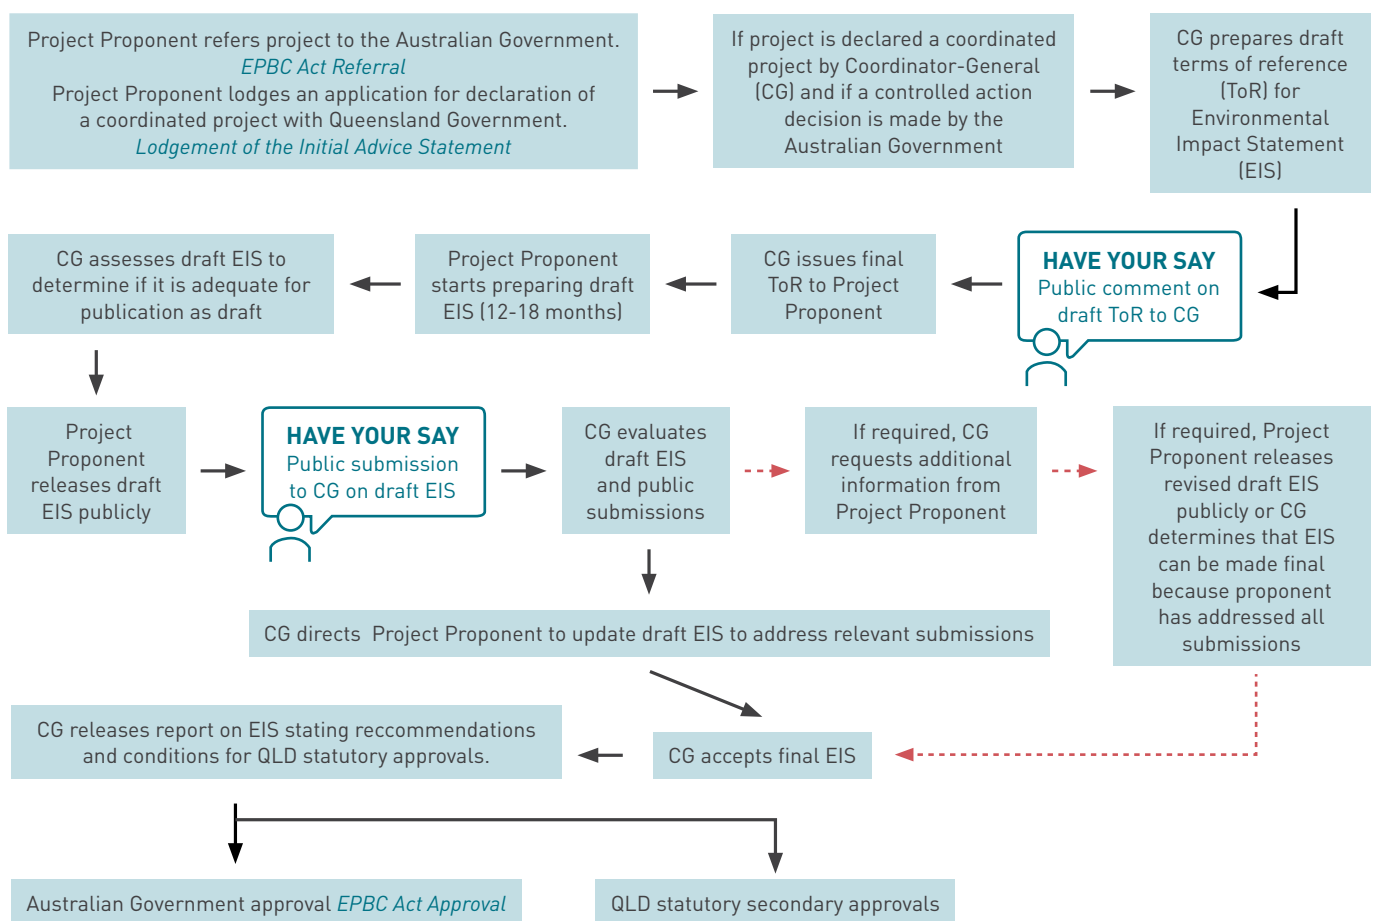 Project Proponent refers project to the Australian Government.
EPBC Act Referral
Project Proponent lodges an application for declaration of
a coordinated project with Queensland Government.
Lodgement of the Initial Advice Statement
If project is declared a coordinated
project by Coordinator-General
(CG) and if a controlled action
decision is made by the
Australian Government
CG prepares draft
terms of reference
(ToR) for
Environmental
Impact Statement
(EIS)
HAVE YOUR SAY
Public comment on
draft ToR to CG
CG issues final
ToR to Project
Proponent
Project Proponent
starts preparing draft
EIS (12-18 months)
CG assesses draft EIS to
determine if it is adequate for
publication as draft
Project
Proponent
releases draft
EIS publicly
HAVE YOUR SAY
Public submission
to CG on draft EIS
CG evaluates
draft EIS
and public
submissions
If required, CG
requests additional
information from
Project Proponent
If required, Project
Proponent releases
revised draft EIS
publicly or CG
determines that EIS
can be made final
because proponent
has addressed all
submissions
CG directs Project Proponent to update draft EIS to address relevant submissions
CG accepts final EIS
CG releases report on EIS stating reccommendations
and conditions for QLD statutory approvals.
Australian Government approval EPBC Act Approval
QLD statutory secondary approvals